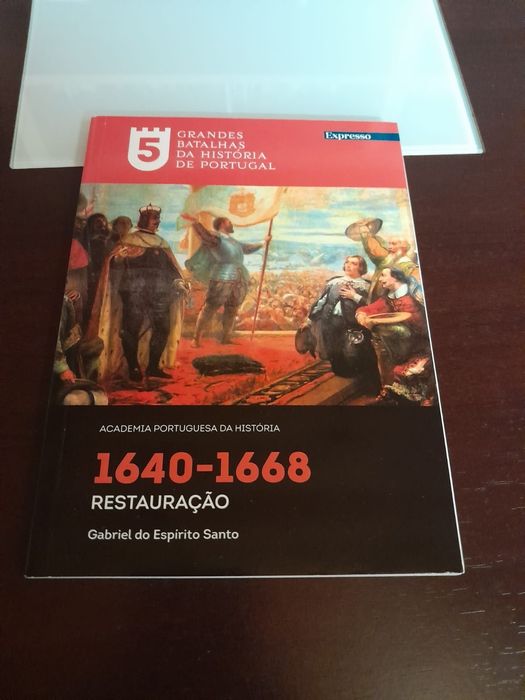 5
GRANDES
BATALHAS
DA HISTÓRIA
DE PORTUGAL
Expresso
ACADEMIA PORTUGUESA DA HISTÓRIA
1640-1668
RESTAURAÇÃO
Gabriel do Espírito Santo